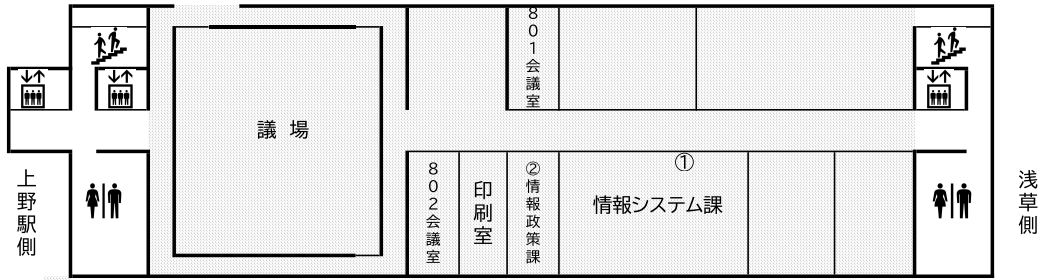 801会議室
議場
①
上野駅側
802会議室
印刷室
②情報政策課
情報システム課
浅草側